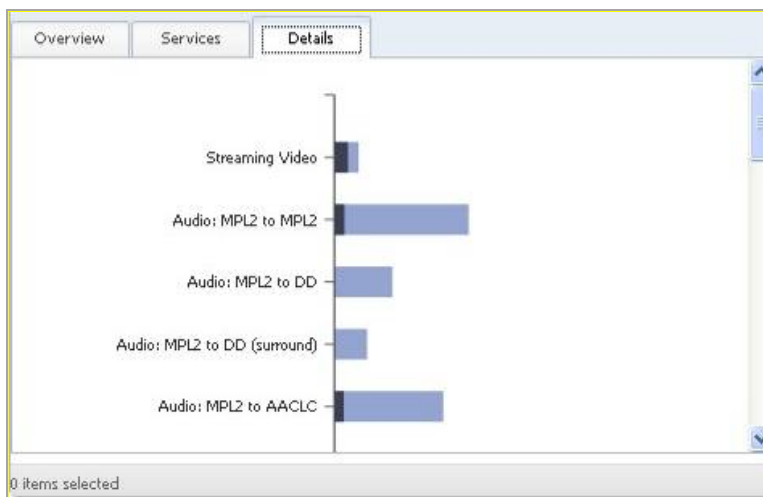 Overview Services Details
Streaming Video
Audio: MPL2 to MPL2
Audio: MPL2 to DD
Audio: MPL2 to DD (surround)
Audio: MPL2 to AACLC
0 items selected